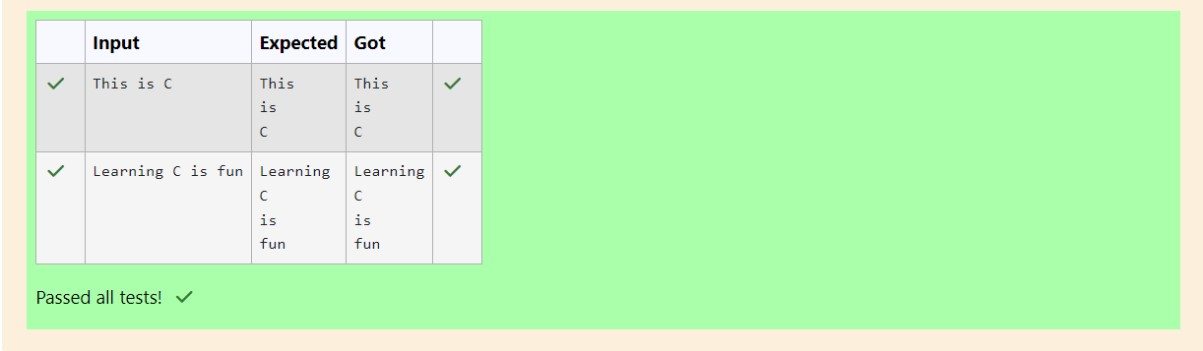 Input Expected Got
This is C This This
is is
C C
Learning C is fun Learning Learning
C C
is is
fun fun
Passed all tests!